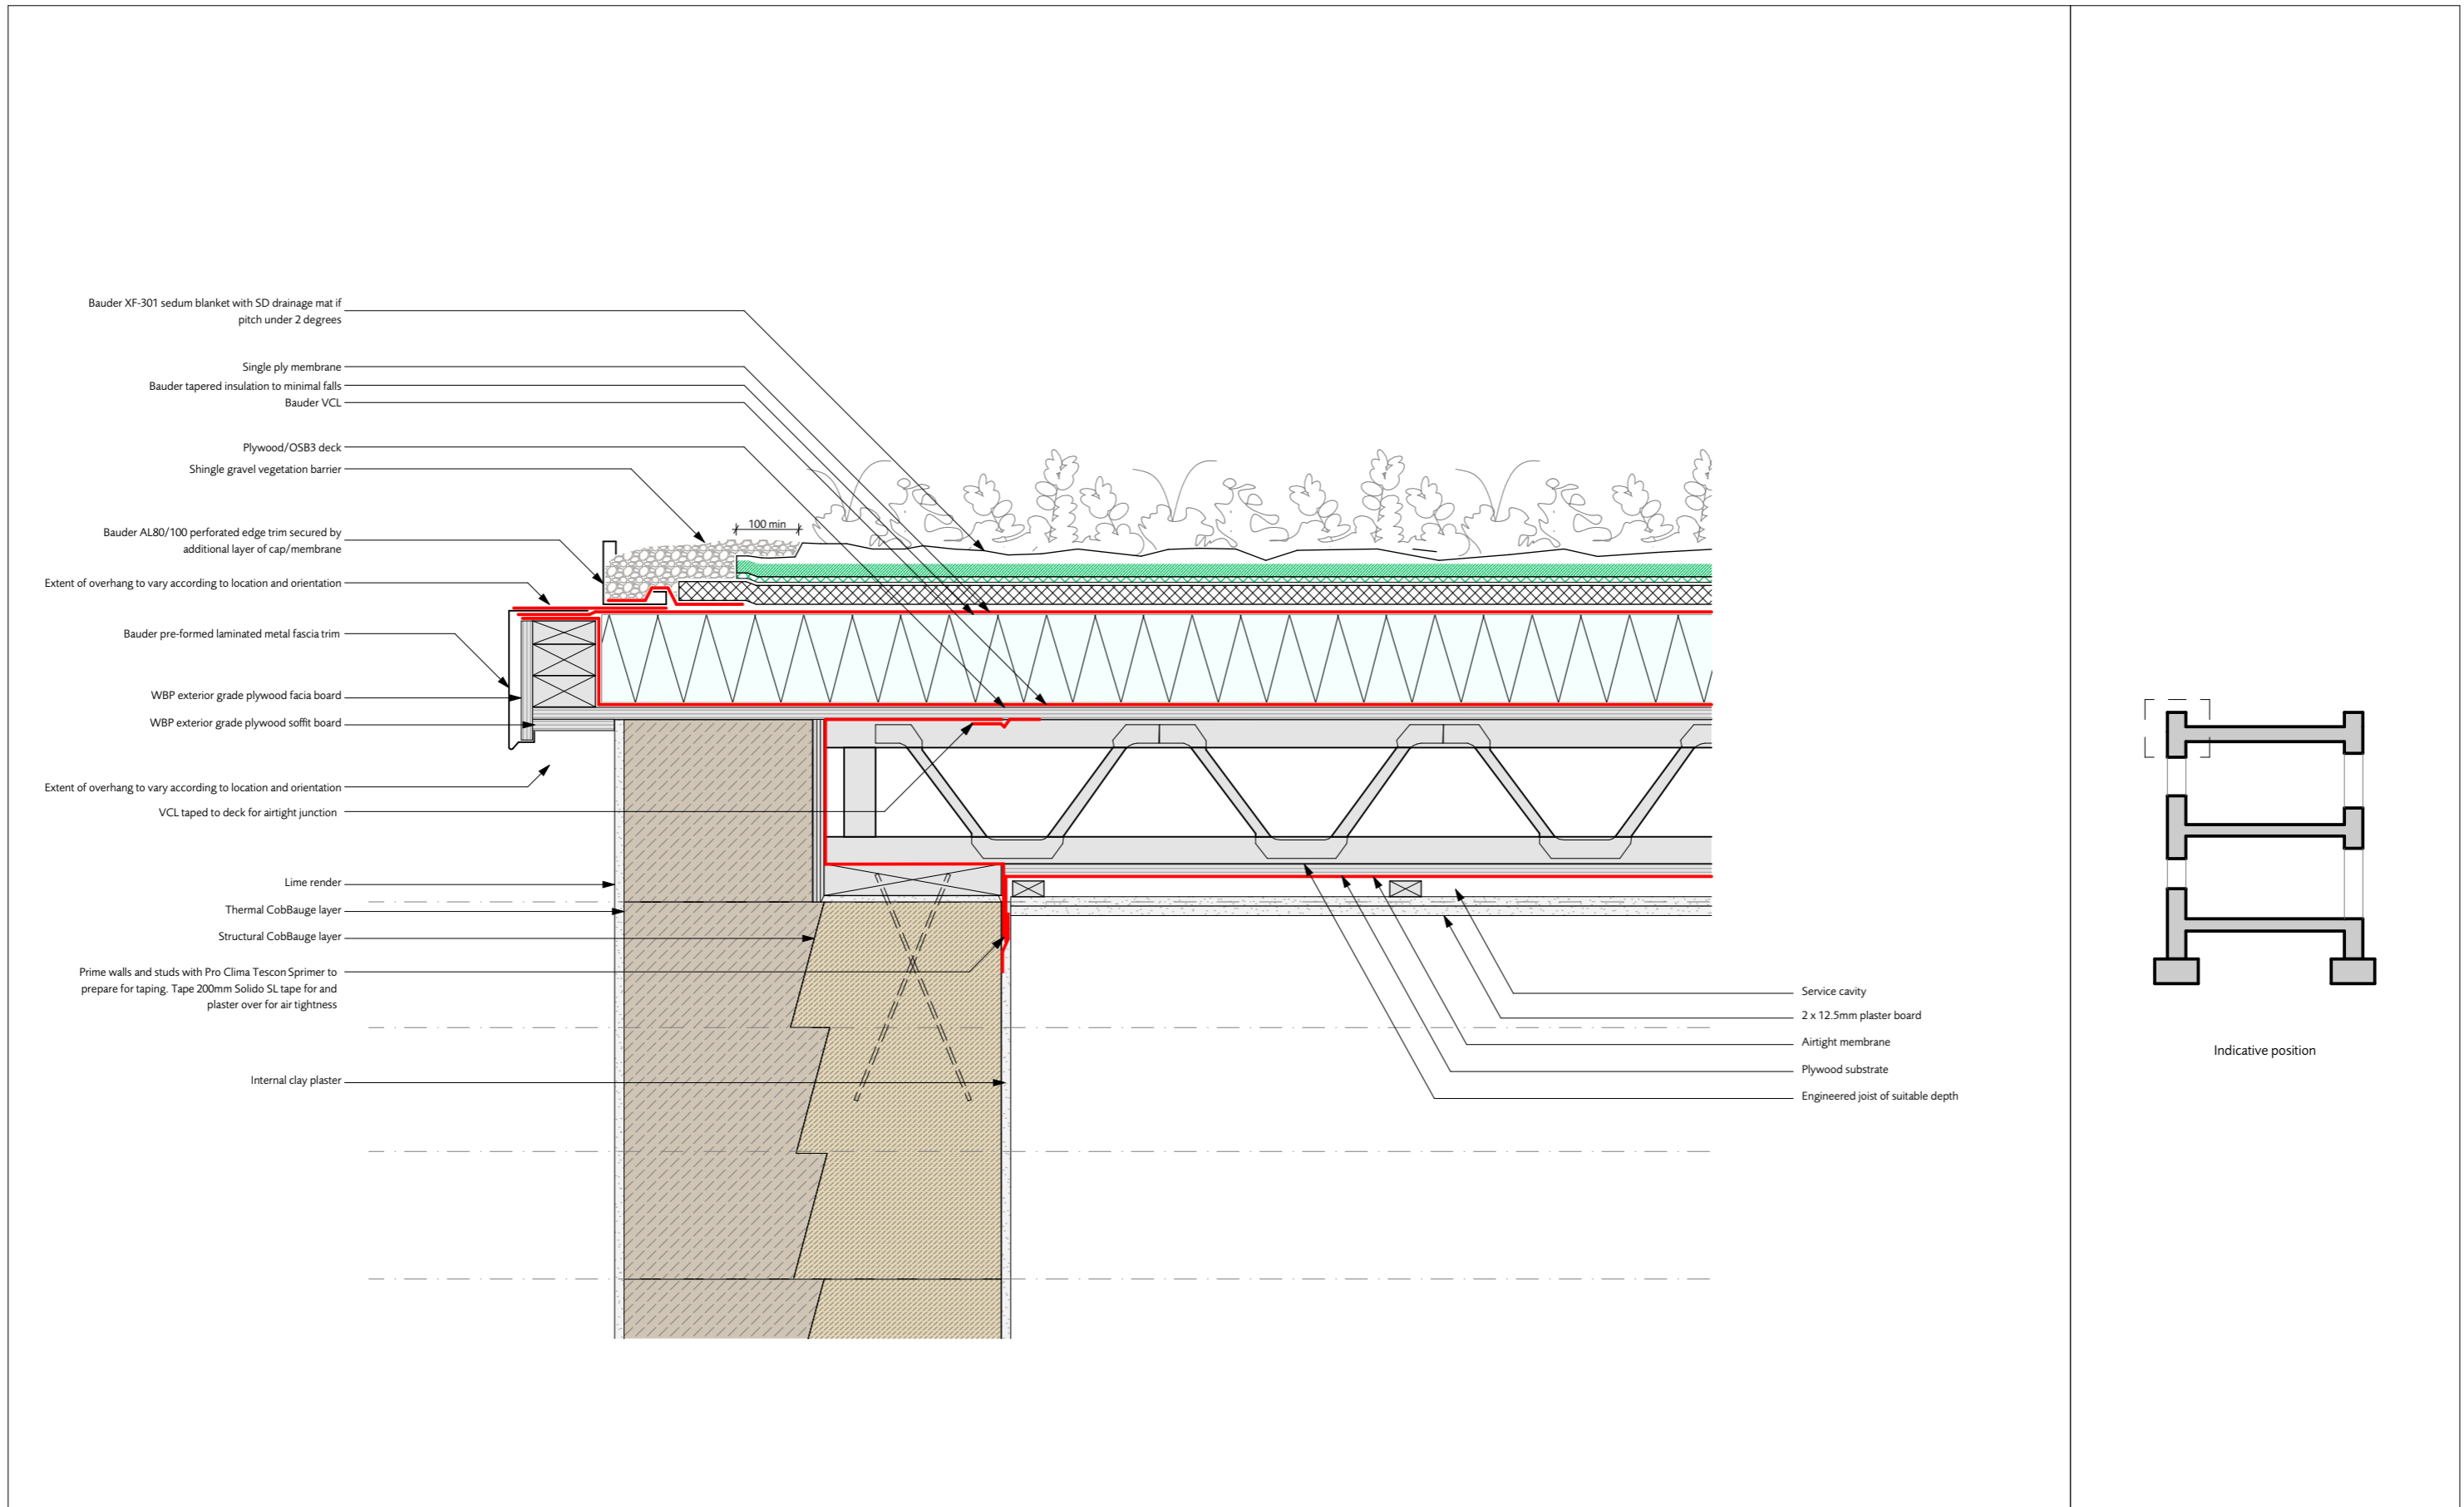 Bauder XF-301 sedum blanket with SD drainage mat if
pitch under 2 degrees
Single ply membrane
Bauder tapered insulation to minimal falls
Bauder VCL
Plywood/OSB3 deck
Shingle gravel vegetation barrier
100 min
Bauder AL80/100 perforated edge trim secured by
additional layer of cap/membrane
Extent of overhang to vary according to location and orientation
Bauder pre-formed laminated metal fascia trim
WBP exterior grade plywood facia board
WBP exterior grade plywood soffit board
Extent of overhang to vary according to location and orientation
VCL taped to deck for airtight junction
Lime render
Thermal CobBauge layer
Structural CobBauge layer
Prime walls and studs with Pro Clima Tescon Sprimer to
prepare for taping. Tape 200mm Solido SL tape for and
plaster over for air tightness
Internal clay plaster
Service cavity
2 x 12.5mm plaster board
Airtight membrane
Plywood substrate
Engineered joist of suitable depth
Indicative position